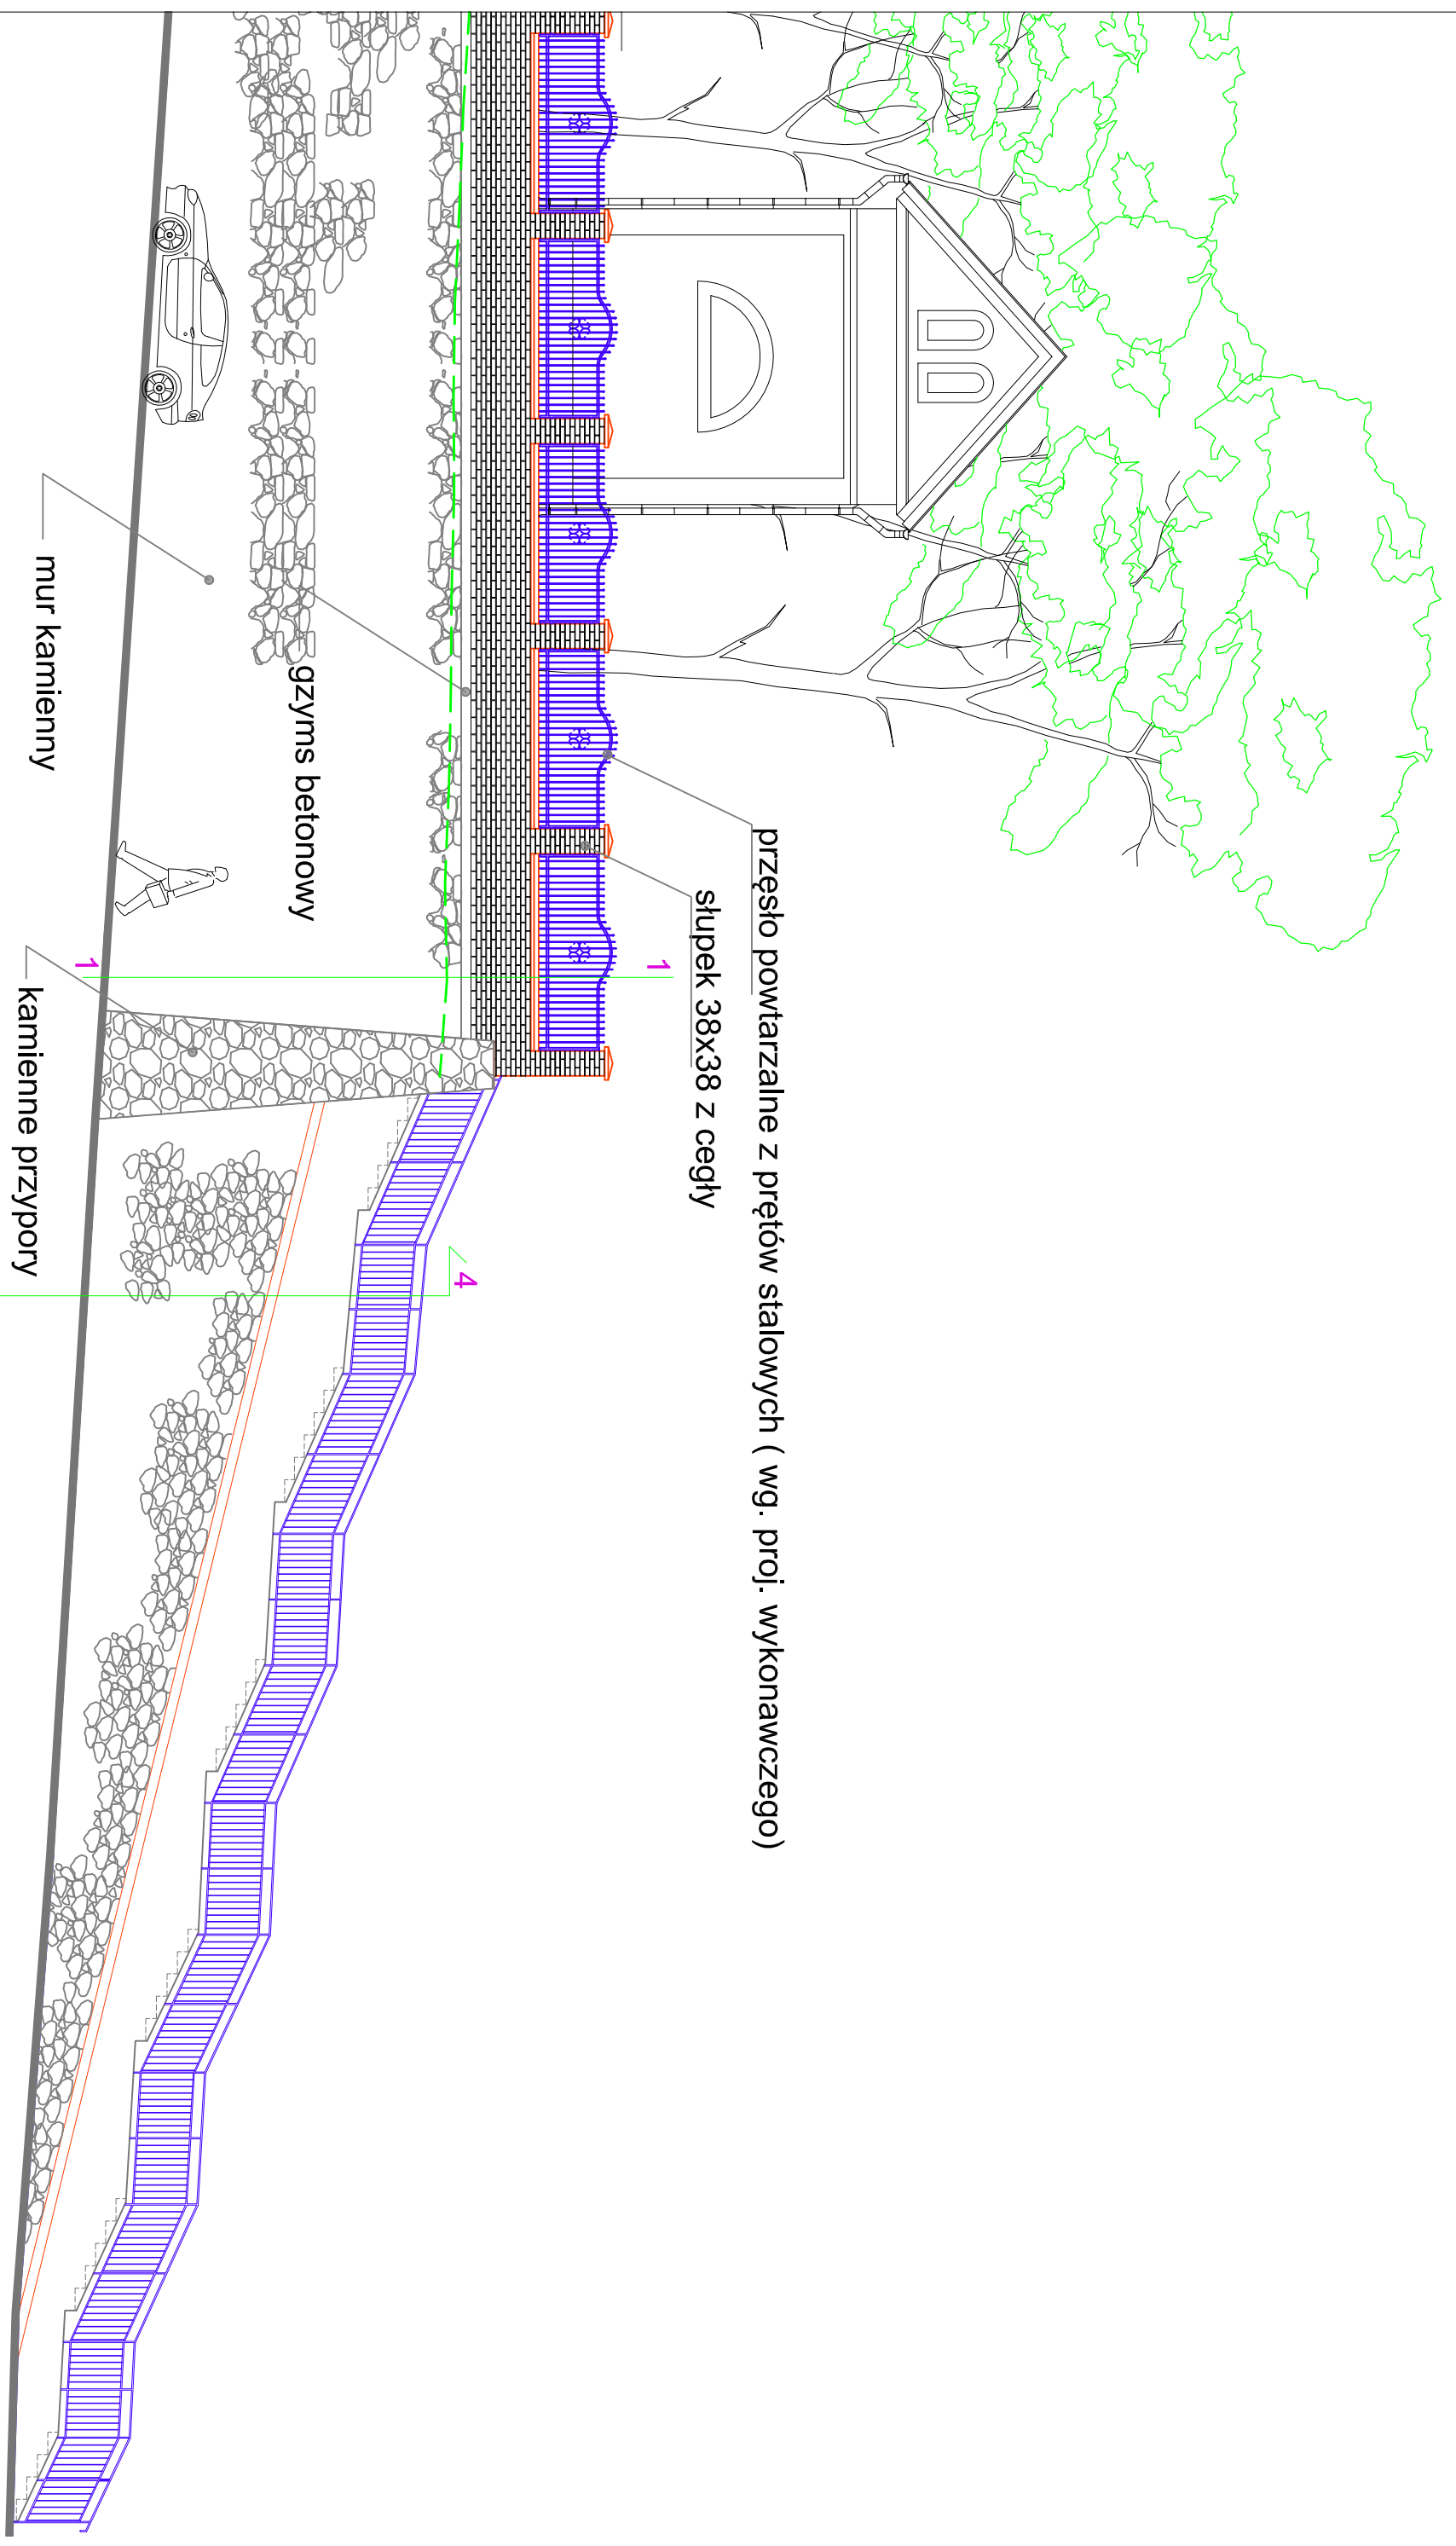 przęsło powtarzalne z prętów stalowych ( wg. proj. wykonawczego)
słupek 38x38 z cegły
1
4
gzyms betonowy
mur kamienny
1
kamienne przypory